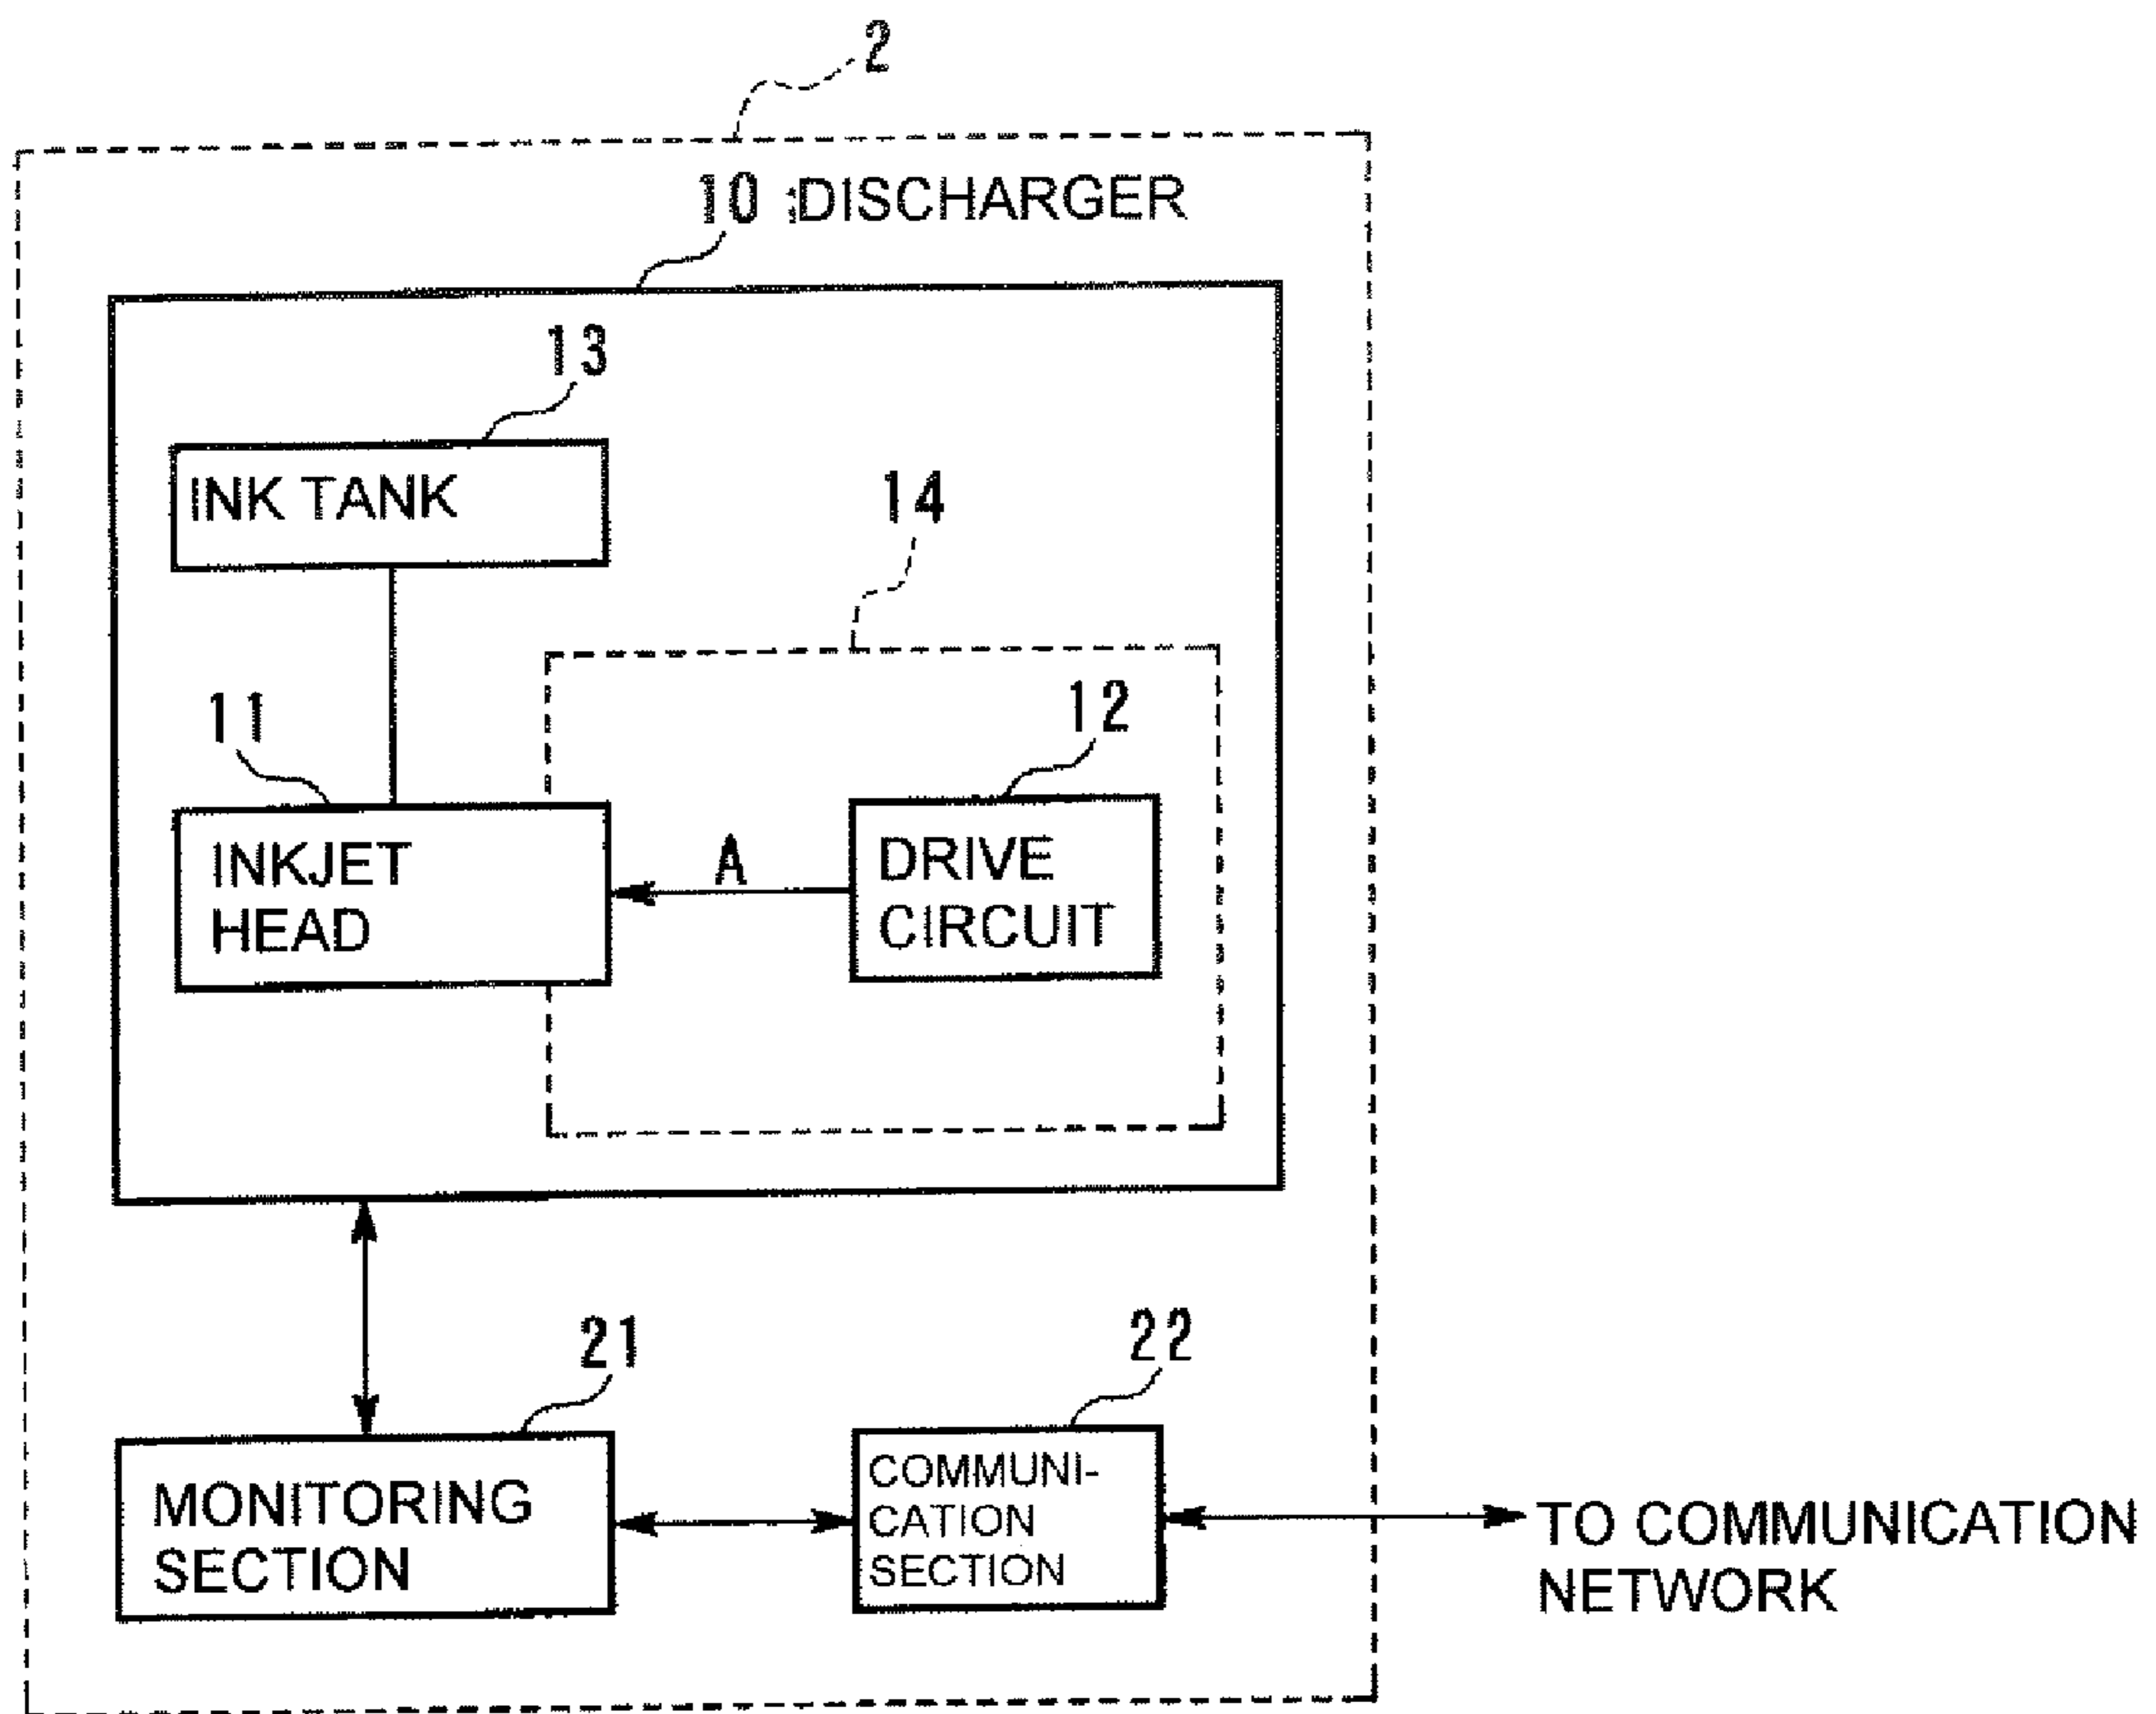 2
10 :DISCHARGER
13
INK TANK
14
11
12
INKJET
HEAD
A
DRIVE
CIRCUIT
21
22
MONITORING
SECTION
COMMUNI-
CATION
SECTION
TO COMMUNICATION
NETWORK